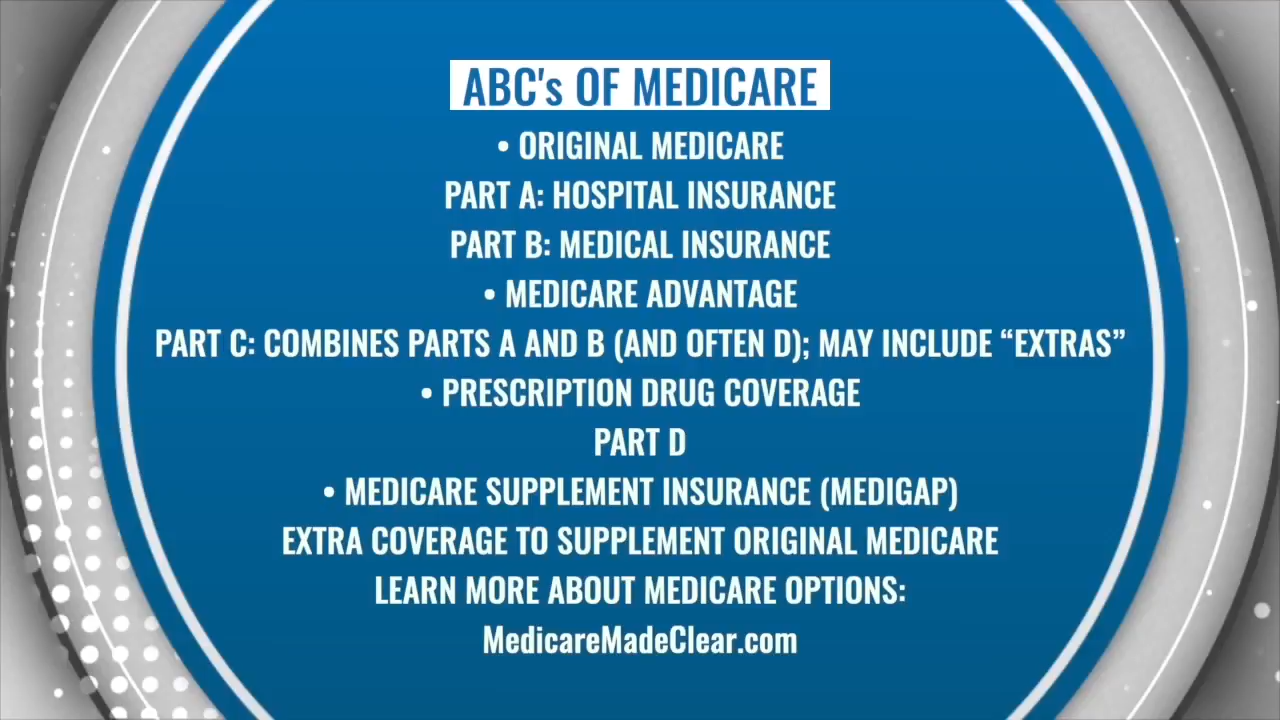 ABC's OF MEDICARE
• ORIGINAL MEDICARE
PART A: HOSPITAL INSURANCE
PART B: MEDICAL INSURANCE
• MEDICARE ADVANTAGE
PART C: COMBINES PARTS A AND B (AND OFTEN D); MAY INCLUDE “EXTRAS”
• PRESCRIPTION DRUG COVERAGE
PART D
• MEDICARE SUPPLEMENT INSURANCE (MEDIGAP)
EXTRA COVERAGE TO SUPPLEMENT ORIGINAL MEDICARE
LEARN MORE ABOUT MEDICARE OPTIONS:
MedicareMadeClear.com